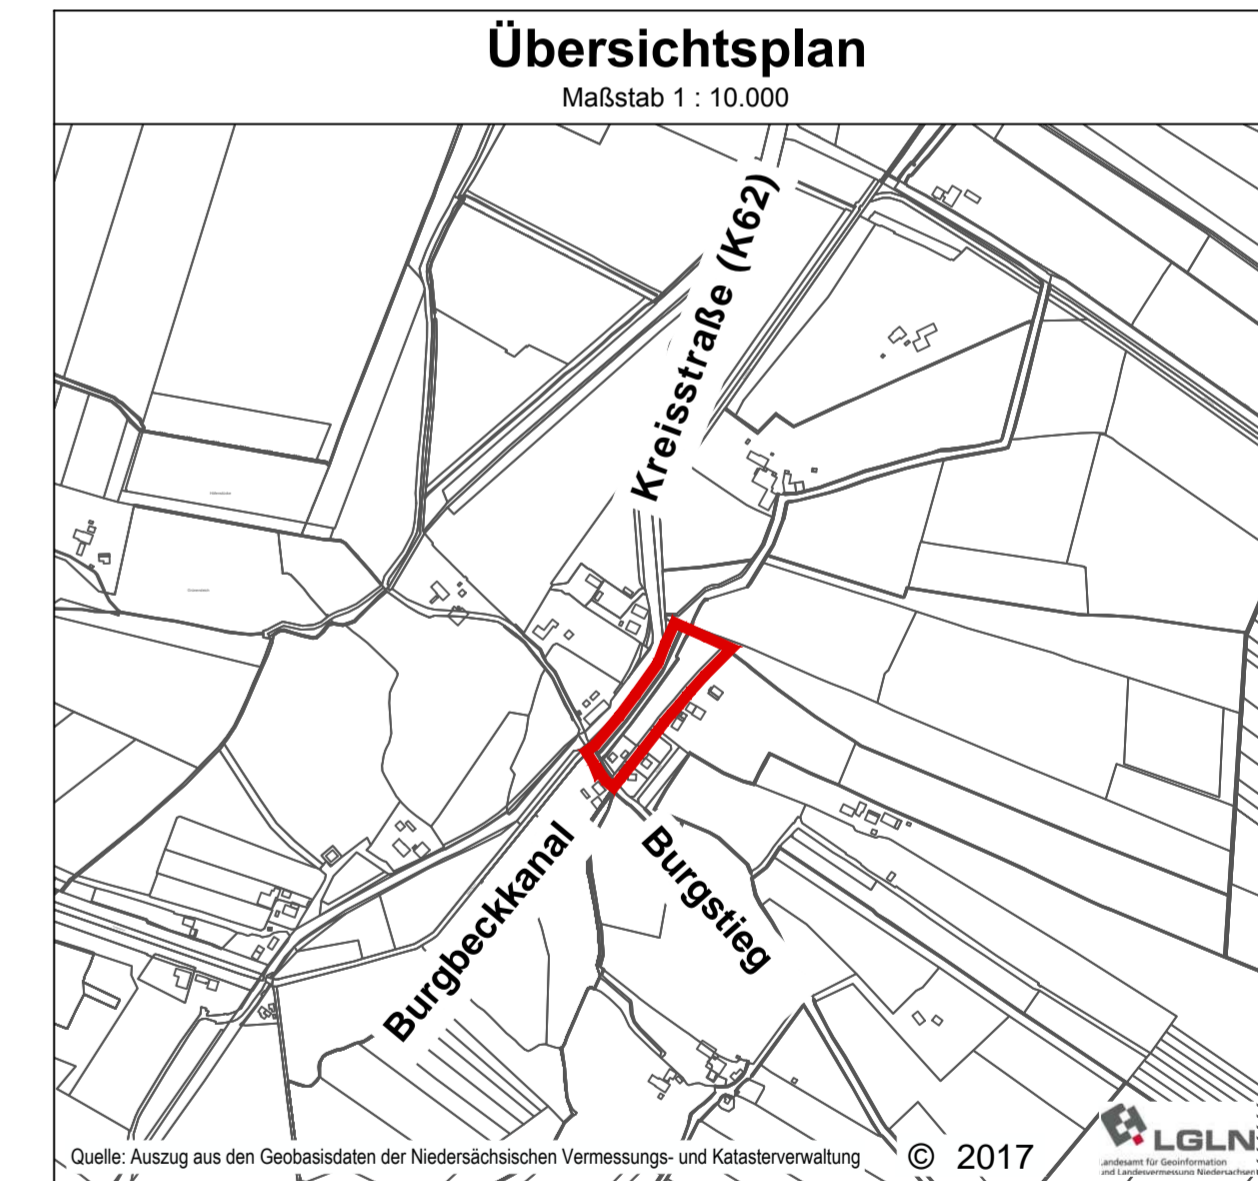 Übersichtsplan
Maßstab 1 : 10.000
Kreisstraße (K62)
Burgbeckkanal
Burgstieg
Quelle: Auszug aus den Geobasisdaten der Niedersächsischen Vermessungs- und Katasterverwaltung
© 2017
LGLN
Landesamt für Geoinformation
und Landesvermessung Niedersachsen